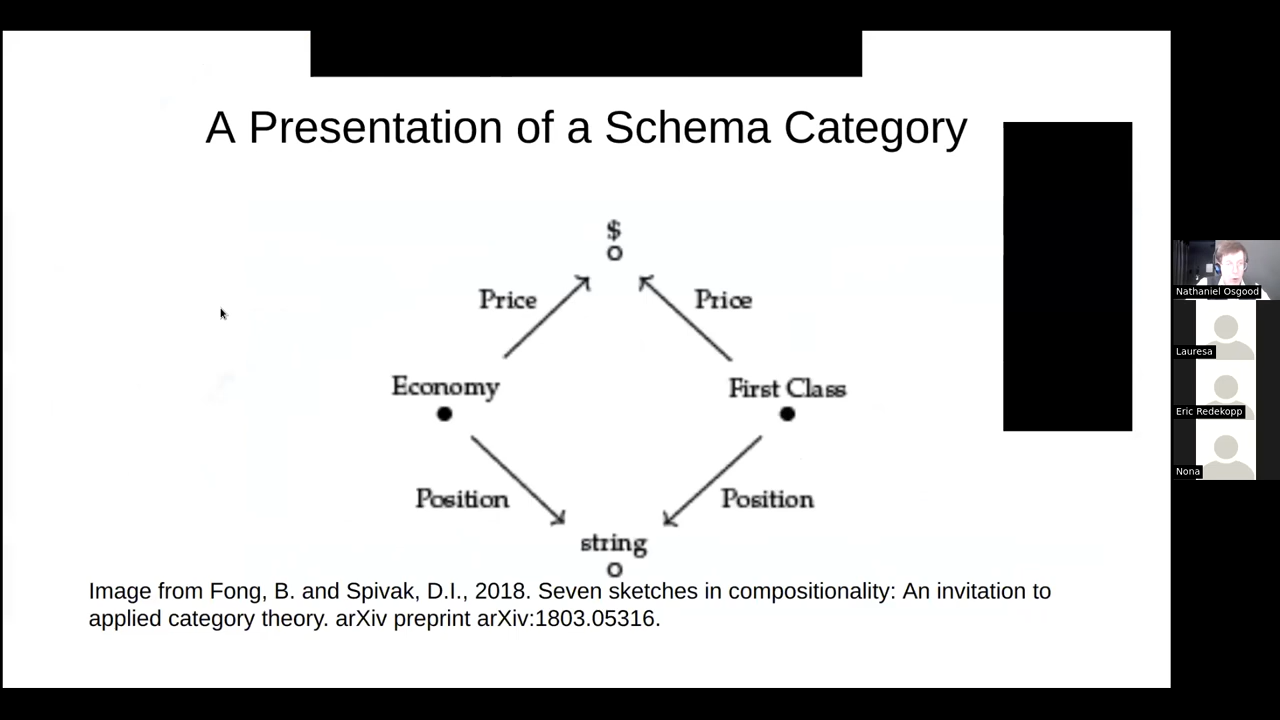 A Presentation of a Schema Category
$
Price
Price
Economy
First Class
Position
Position
string
Image from Fong, B. and Spivak, D.I., 2018. Seven sketches in compositionality: An invitation to
applied category theory. arXiv preprint arXiv:1803.05316.
Nathaniel Osgood
Lauresa
Eric Redekopp
Nona